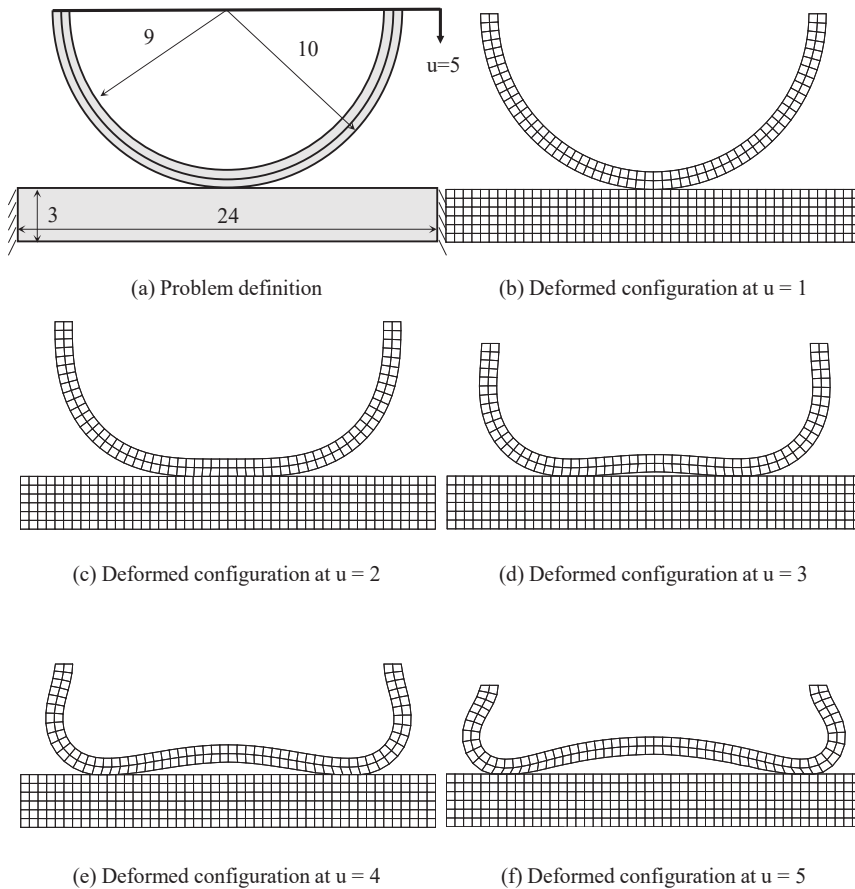 9
10
u=5
3
24
(a) Problem definition
(b) Deformed configuration at u = 1
(c) Deformed configuration at u = 2
(d) Deformed configuration at u = 3
(e) Deformed configuration at u = 4
(f) Deformed configuration at u = 5